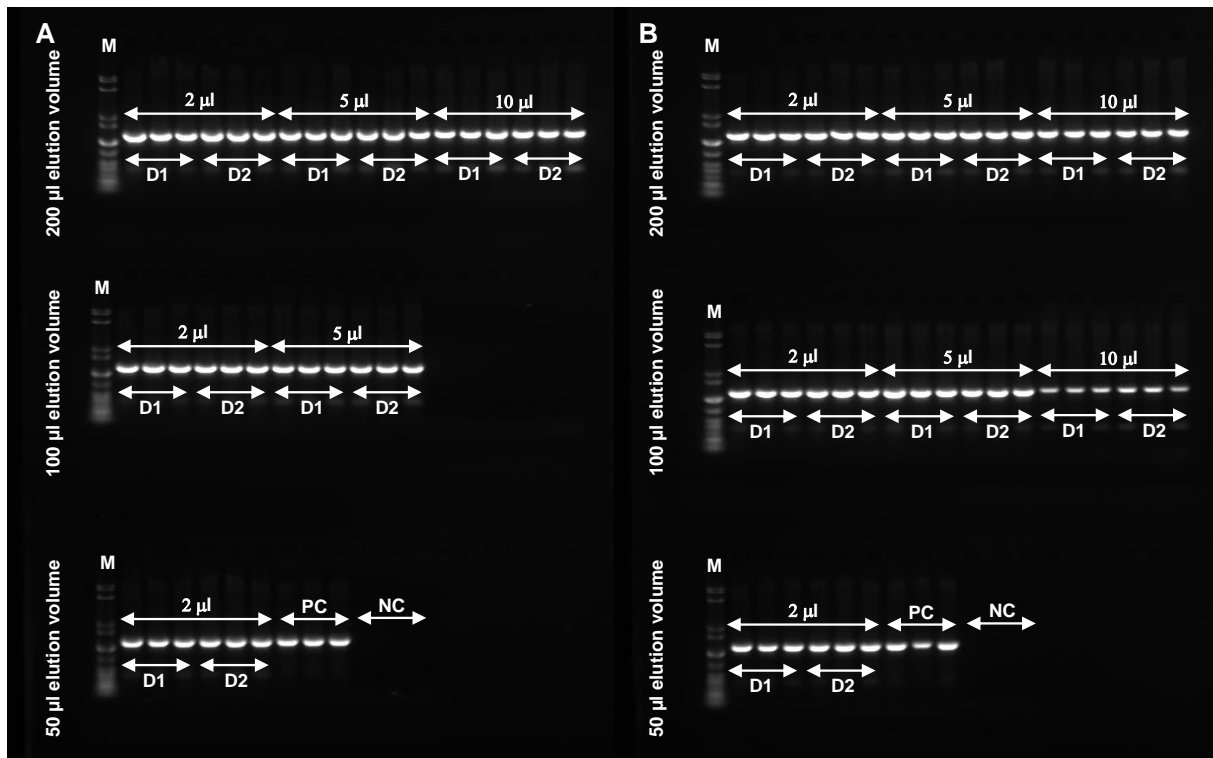 A
M
200 µl elution volume
2 µl 5 µl 10 µl
D1 D2 D1 D2 D1 D2
M
100 µl elution volume
2 µl 5 µl
D1 D2 D1 D2
M
50 µl elution volume
2 µl PC NC
D1 D2
B
M
200 µl elution volume
2 µl 5 µl 10 µl
D1 D2 D1 D2 D1 D2
M
100 µl elution volume
2 µl 5 µl 10 µl
D1 D2 D1 D2 D1 D2
M
50 µl elution volume
2 µl PC NC
D1 D2